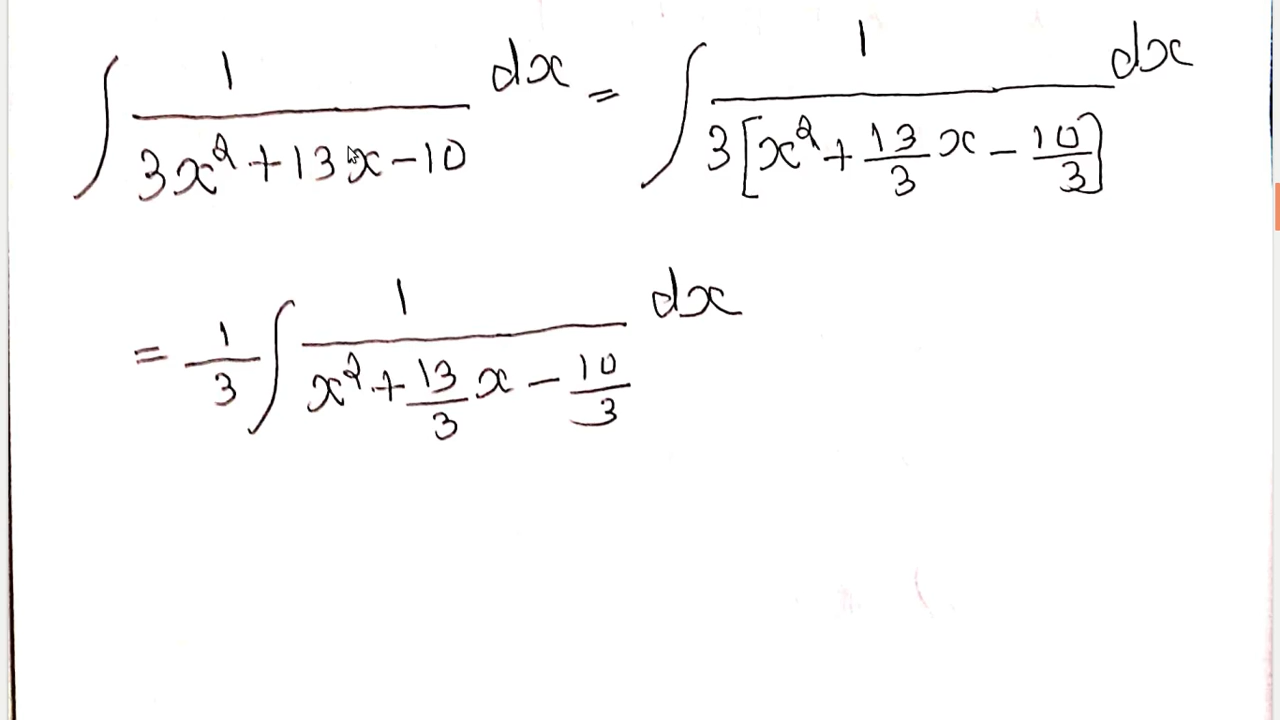 ∫ 1/(3x² + 13x - 10) dx = ∫ 1/(3[x² + 13/3 x - 10/3]) dx
= 1/3 ∫ 1/(x² + 13/3 x - 10/3) dx